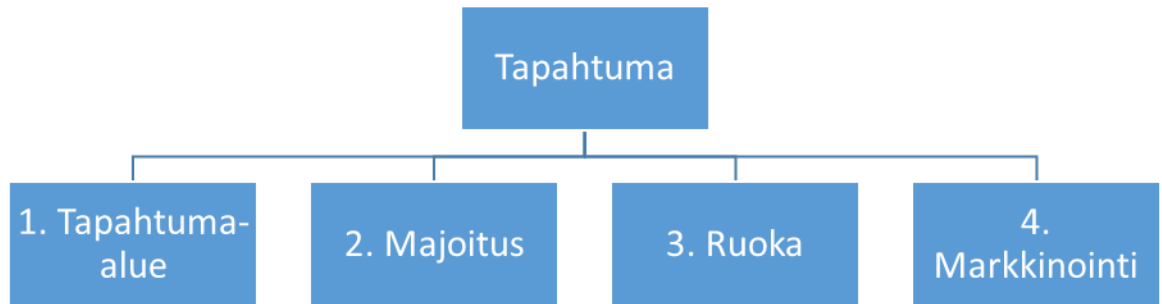 Tapahtuma
1. Tapahtuma-
alue
2. Majoitus
3. Ruoka
4.
Markkinointi